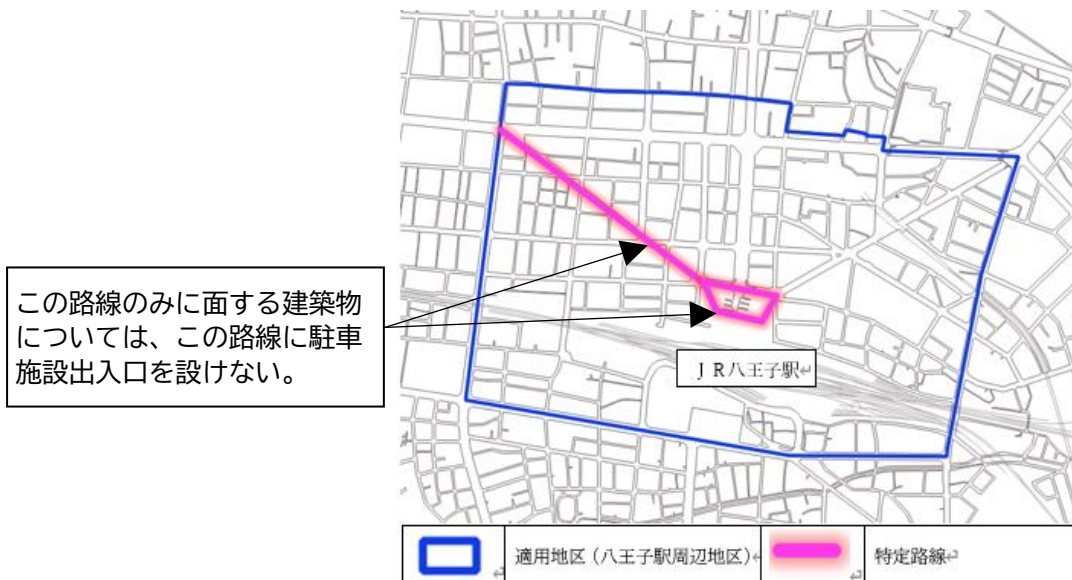 この路線のみに面する建築物
については、この路線に駐車
施設出入口を設けない。
ＪＲ八王子駅↵
適用地区（八王子駅周辺地区）↵
特定路線↵